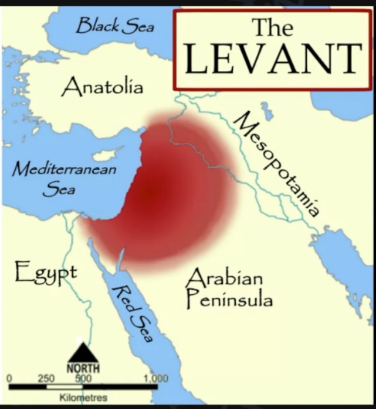 The
LEVANT
Black Sea
Anatolia
Mesopotamia
Mediterranean
Sea
Egypt
Arabian
Peninsula
Red Sea
NORTH
0 250 500 1,000
Kilometres